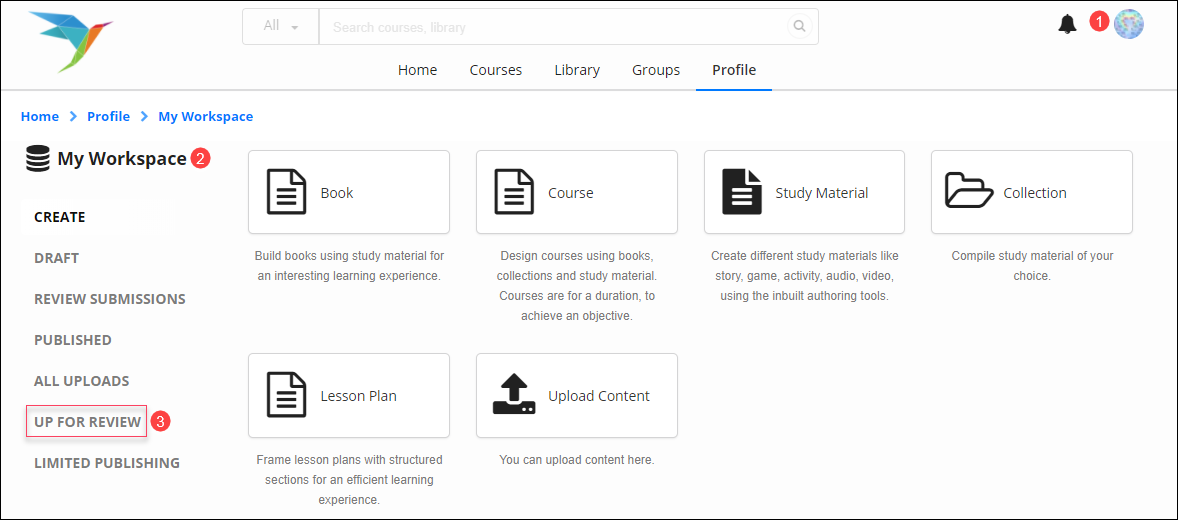 All
Search courses, library
1
Home
Courses
Library
Groups
Profile
Home
Profile
My Workspace
My Workspace
2
CREATE
DRAFT
REVIEW SUBMISSIONS
PUBLISHED
ALL UPLOADS
UP FOR REVIEW
3
LIMITED PUBLISHING
Book
Build books using study material for
an interesting learning experience.
Course
Design courses using books,
collections and study material.
Courses are for a duration, to
achieve an objective.
Study Material
Create different study materials like
story, game, activity, audio, video,
using the inbuilt authoring tools.
Collection
Compile study material of your
choice.
Lesson Plan
Frame lesson plans with structured
sections for an efficient learning
experience.
Upload Content
You can upload content here.